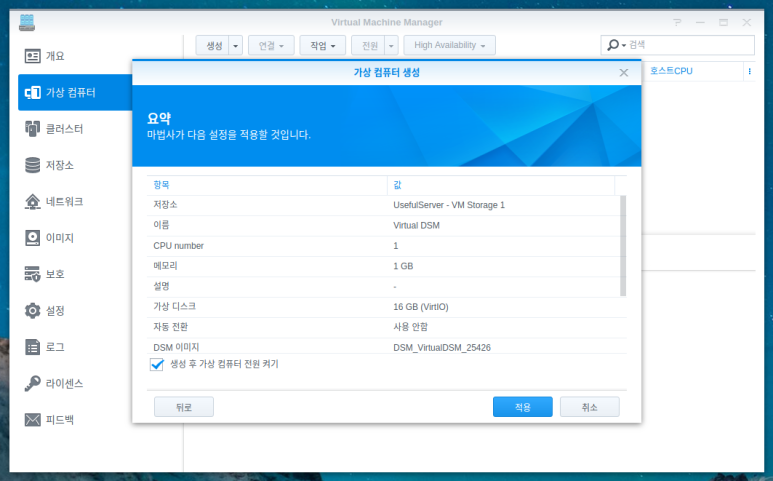 Virtual Machine Manager
생성
연결
작업
전원
High Availability
검색
개요
가상 컴퓨터
클러스터
저장소
네트워크
이미지
보호
설정
로그
라이센스
피드백
호스트CPU
가상 컴퓨터 생성
요약
마법사가 다음 설정을 적용할 것입니다.
항목 값
저장소 UsefulServer - VM Storage 1
이름 Virtual DSM
CPU number 1
메모리 1 GB
설명 -
가상 디스크 16 GB (VirtIO)
자동 전환 사용 안함
DSM 이미지 DSM_VirtualDSM_25426
생성 후 가상 컴퓨터 전원 켜기
뒤로
적용
취소